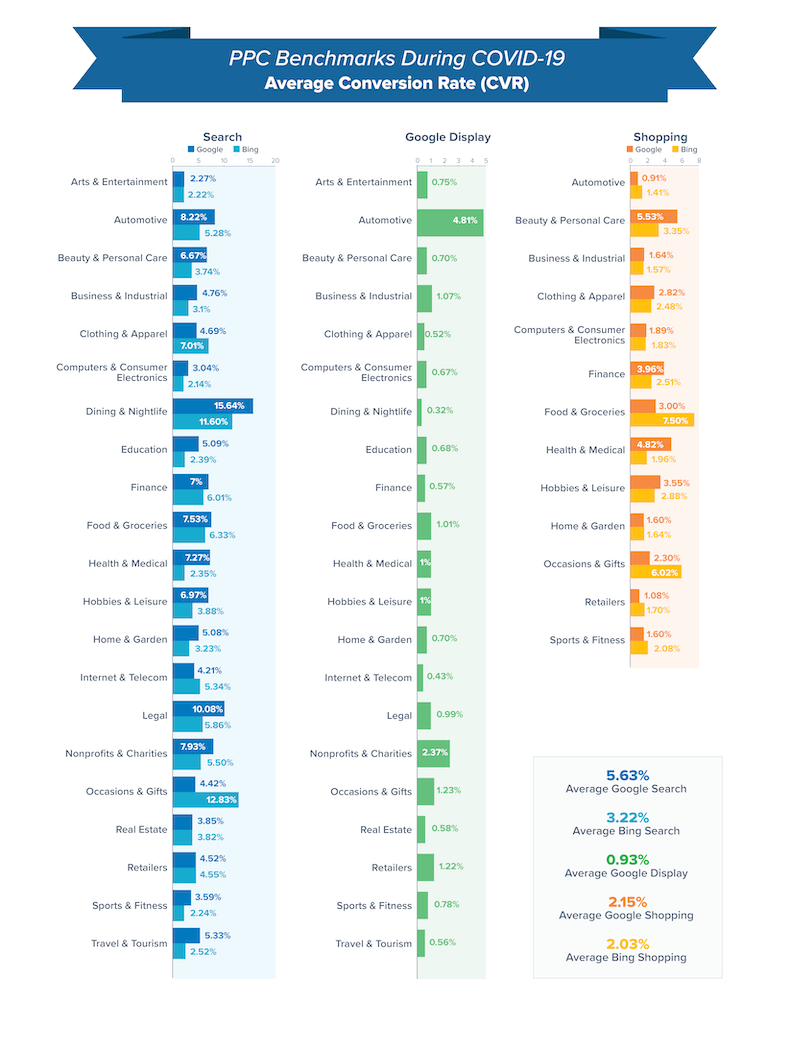 PPC Benchmarks During COVID-19
Average Conversion Rate (CVR)
Search
Google Bing
0 5 10 15 20
Arts & Entertainment 2.27%
2.22%
Automotive 8.22%
5.28%
Beauty & Personal Care 6.67%
3.74%
Business & Industrial 4.76%
3.1%
Clothing & Apparel 4.69%
7.01%
Computers & Consumer
Electronics
3.04%
2.14%
Dining & Nightlife 15.64%
11.60%
Education 5.09%
2.39%
Finance 7%
6.01%
Food & Groceries 7.53%
6.33%
Health & Medical 7.27%
2.35%
Hobbies & Leisure 6.97%
3.88%
Home & Garden 5.08%
3.23%
Internet & Telecom 4.21%
5.34%
Legal 10.08%
5.86%
Nonprofits & Charities 7.93%
5.50%
Occasions & Gifts 4.42%
12.83%
Real Estate 3.85%
3.82%
Retailers 4.52%
4.55%
Sports & Fitness 3.59%
2.24%
Travel & Tourism 5.33%
2.52%
Google Display
0 1 2 3 4 5
Arts & Entertainment 0.75%
Automotive 4.81%
Beauty & Personal Care 0.70%
Business & Industrial 1.07%
Clothing & Apparel 0.52%
Computers & Consumer
Electronics
0.67%
Dining & Nightlife 0.32%
Education 0.68%
Finance 0.57%
Food & Groceries 1.01%
Health & Medical 1%
Hobbies & Leisure 1%
Home & Garden 0.70%
Internet & Telecom 0.43%
Legal 0.99%
Nonprofits & Charities 2.37%
Occasions & Gifts 1.23%
Real Estate 0.58%
Retailers 1.22%
Sports & Fitness 0.78%
Travel & Tourism 0.56%
Shopping
Google Bing
0 2 4 6 8
Automotive 0.91%
1.41%
Beauty & Personal Care 5.53%
3.35%
Business & Industrial 1.64%
1.57%
Clothing & Apparel 2.82%
2.48%
Computers & Consumer
Electronics
1.89%
1.83%
Finance 3.96%
2.51%
Food & Groceries 3.00%
7.50%
Health & Medical 4.82%
1.96%
Hobbies & Leisure 3.55%
2.88%
Home & Garden 1.60%
1.64%
Occasions & Gifts 2.30%
6.02%
Retailers 1.08%
1.70%
Sports & Fitness 1.60%
2.08%
5.63%
Average Google Search
3.22%
Average Bing Search
0.93%
Average Google Display
2.15%
Average Google Shopping
2.03%
Average Bing Shopping